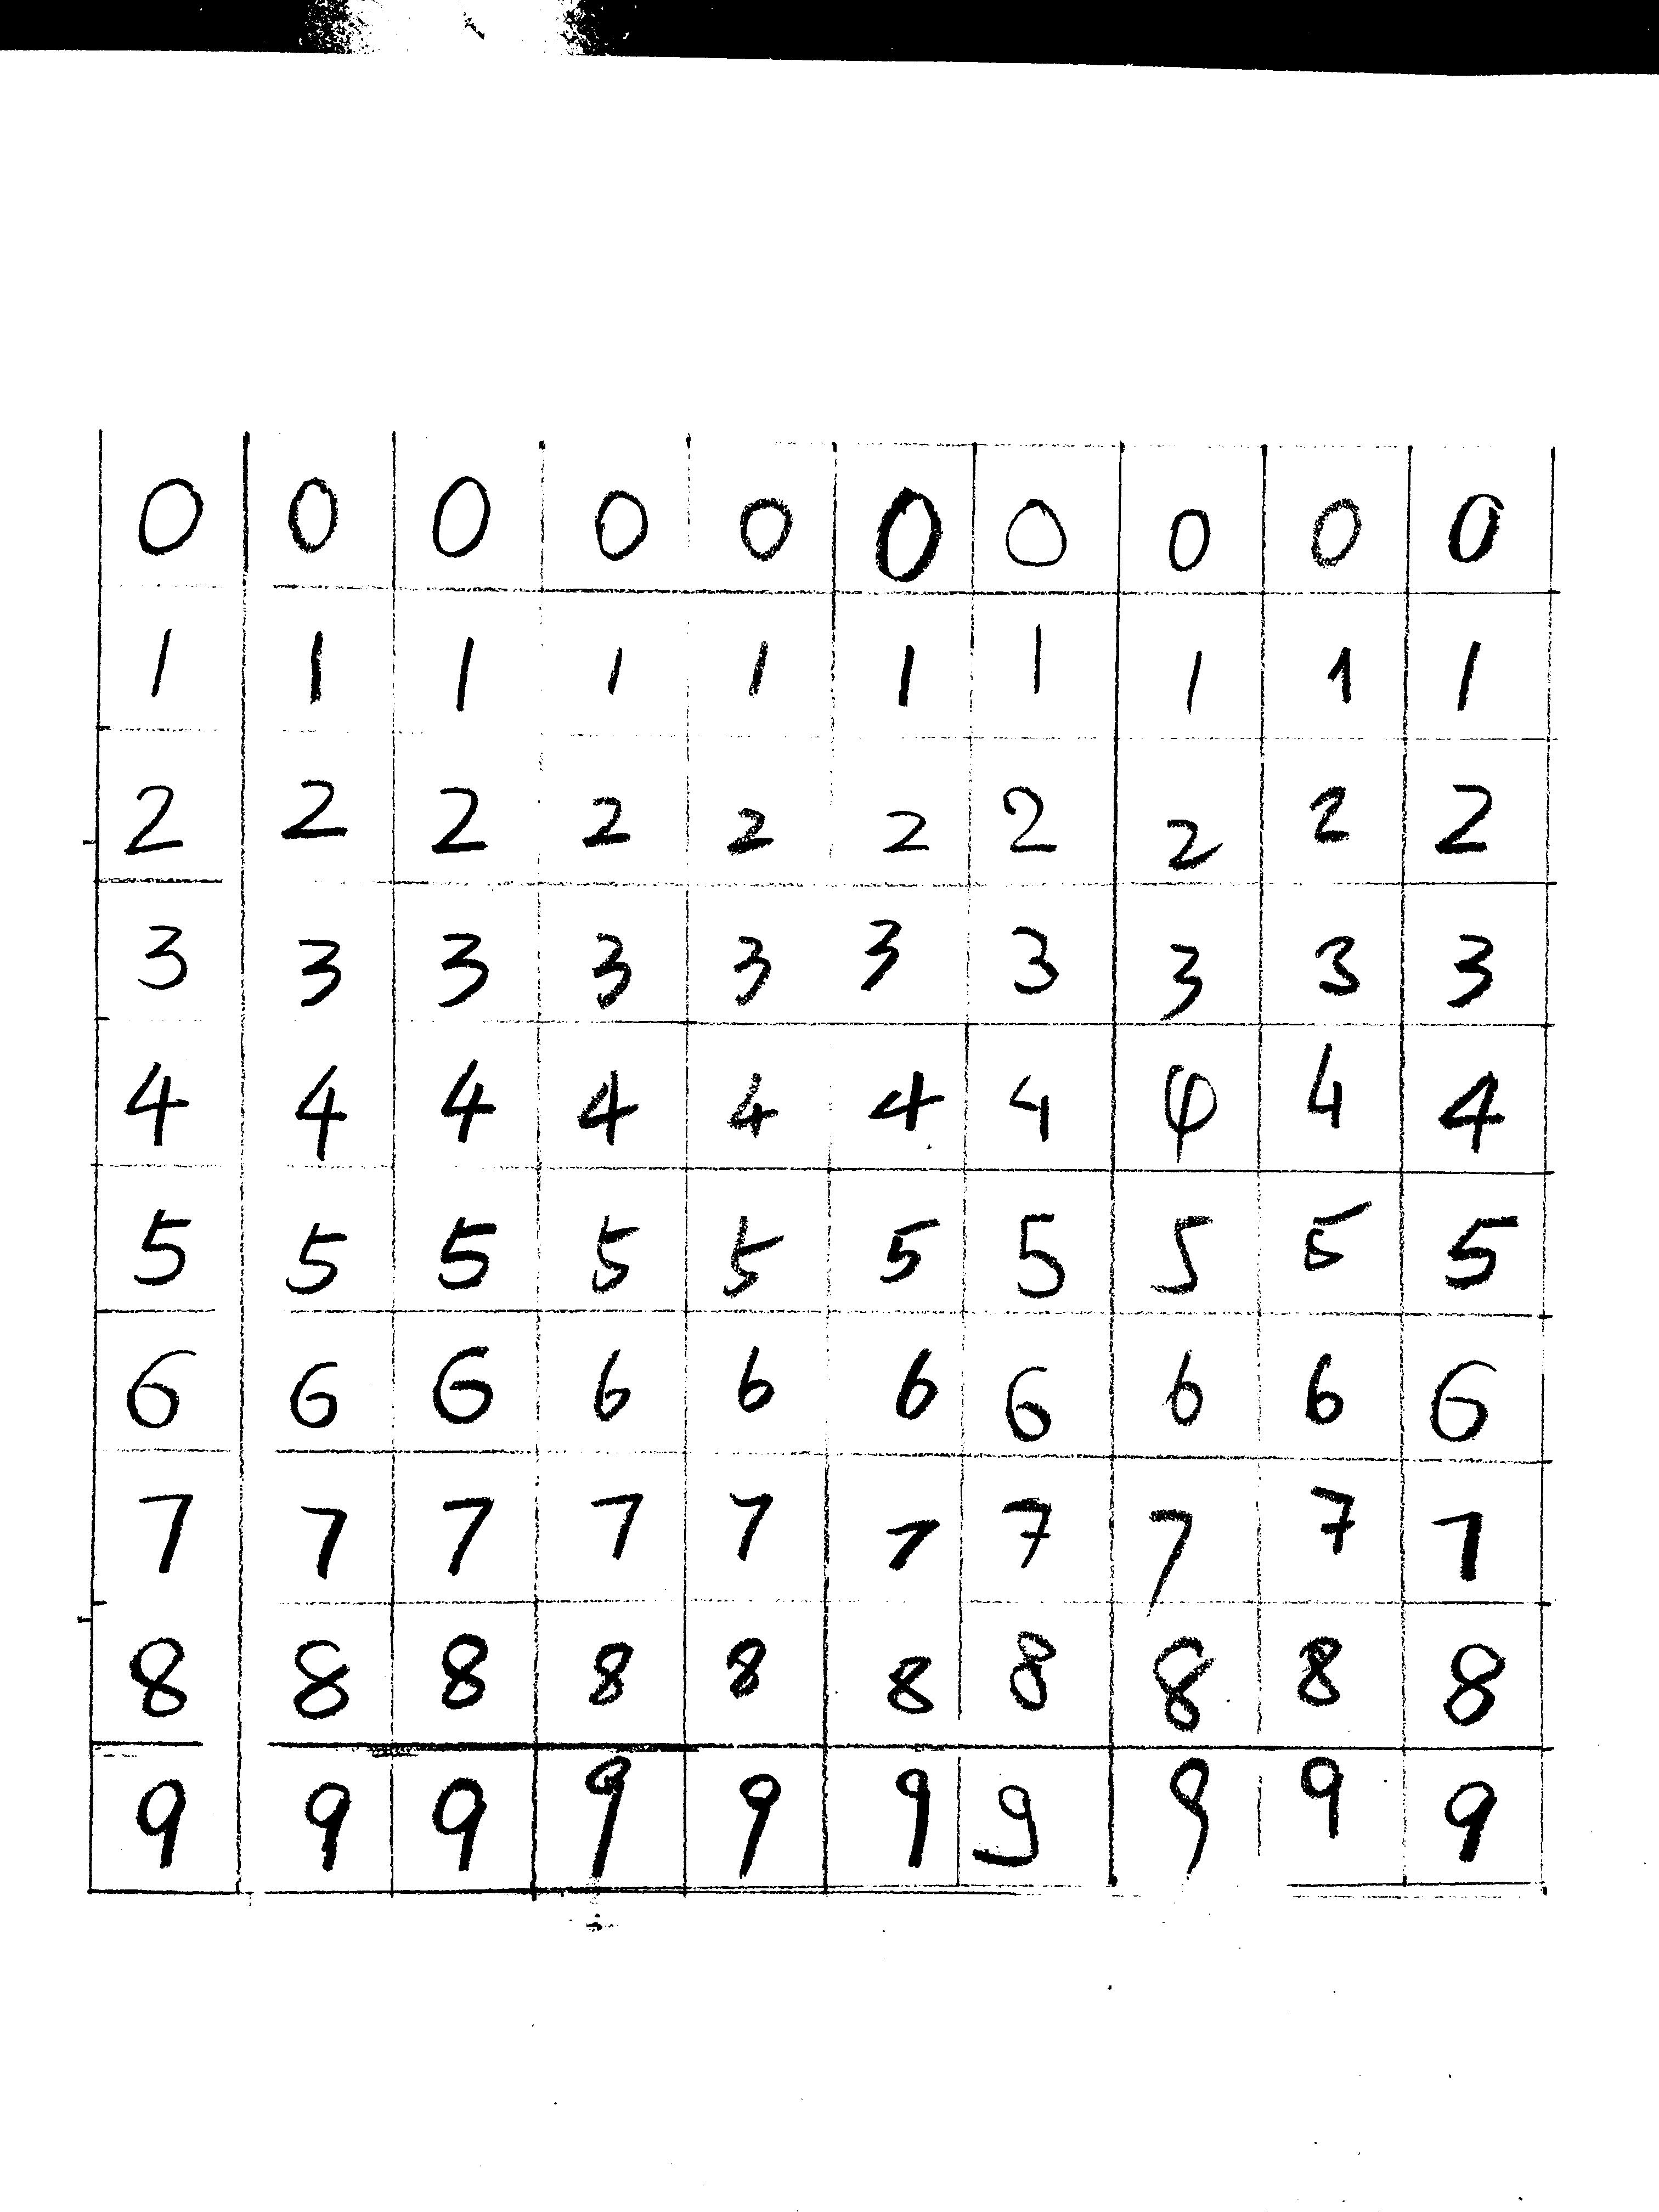 0 0 0 0 0 0 0 0 0 0
1 1 1 1 1 1 1 1 1 1
2 2 2 2 2 2 2 2 2 2
3 3 3 3 3 3 3 3 3 3
4 4 4 4 4 4 4 4 4 4
5 5 5 5 5 5 5 5 5 5
6 6 6 6 6 6 6 6 6 6
7 7 7 7 7 7 7 7 7 7
8 8 8 8 8 8 8 8 8 8
9 9 9 9 9 9 9 9 9 9